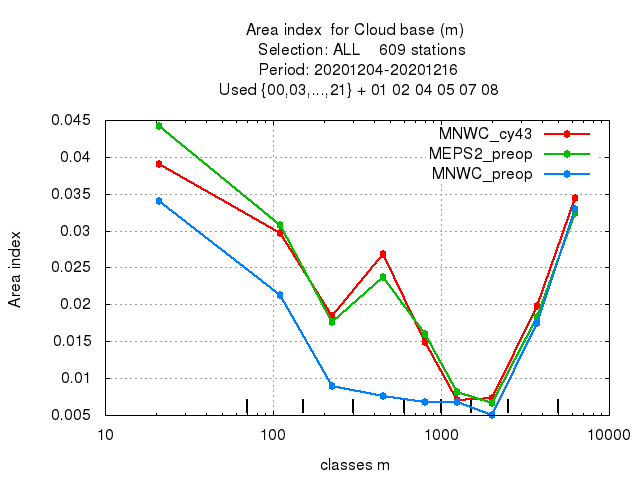 Area index  for Cloud base (m)
Selection: ALL    609 stations
Period: 20201204-20201216
Used {00,03,...,21} + 01 02 04 05 07 08
MNWC_cy43
MEPS2_preop
MNWC_preop
0.045
0.04
0.035
0.03
0.025
0.02
0.015
0.01
0.005
Area index
10
100
1000
10000
classes m